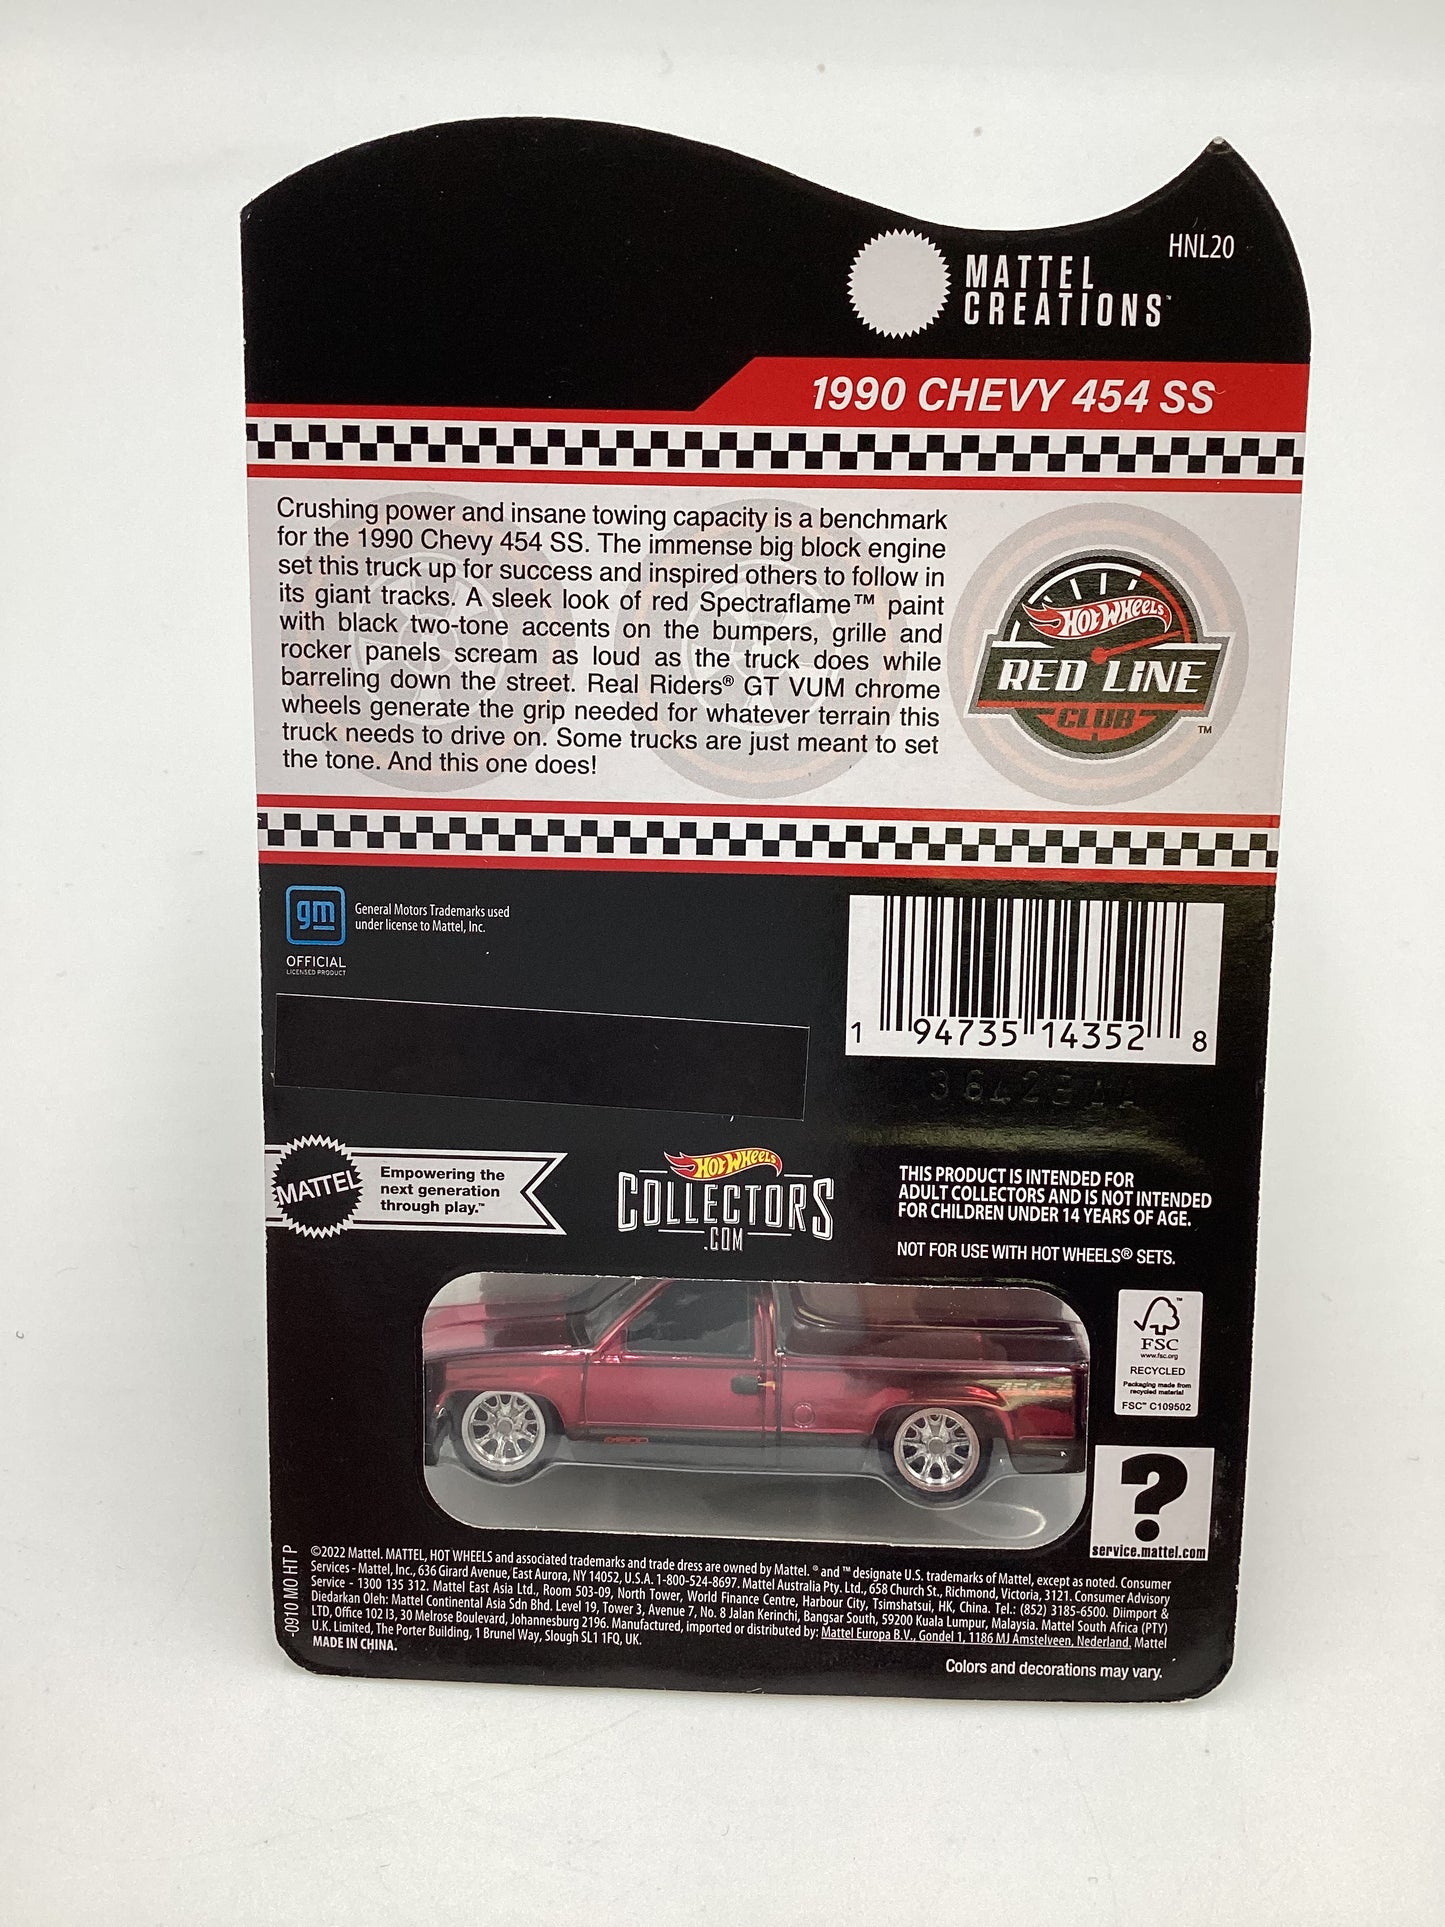 HNL20
MATTEL
CREATIONS™
1990 CHEVY 454 SS
Crushing power and insane towing capacity is a benchmark
for the 1990 Chevy 454 SS. The immense big block engine
set this truck up for success and inspired others to follow in
its giant tracks. A sleek look of red Spectraflame™ paint
with black two-tone accents on the bumpers, grille and
rocker panels scream as loud as the truck does while
barreling down the street. Real Riders® GT VUM chrome
wheels generate the grip needed for whatever terrain this
truck needs to drive on. Some trucks are just meant to set
the tone. And this one does!
HOT WHEELS
RED LINE
CLUB
™
gm
OFFICIAL
LICENSED PRODUCT
General Motors Trademarks used
under license to Mattel, Inc.
1 94735 14352 8
MATTEL
Empowering the
next generation
through play.™
HOT WHEELS
COLLECTORS
.COM
THIS PRODUCT IS INTENDED FOR
ADULT COLLECTORS AND IS NOT INTENDED
FOR CHILDREN UNDER 14 YEARS OF AGE.
NOT FOR USE WITH HOT WHEELS® SETS.
FSC
www.fsc.org
RECYCLED
Packaging made from
recycled material
FSC™ C109502
?
service.mattel.com
-0910 MO HT P
©2022 Mattel. MATTEL, HOT WHEELS and associated trademarks and trade dress are owned by Mattel. ® and ™ designate U.S. trademarks of Mattel, except as noted. Consumer
Services - Mattel, Inc., 636 Girard Avenue, East Aurora, NY 14052, U.S.A. 1-800-524-8697. Mattel Australia Pty. Ltd., 658 Church St., Richmond, Victoria, 3121. Consumer Advisory
Service - 1300 135 312. Mattel East Asia Ltd., Room 503-09, North Tower, World Finance Centre, Harbour City, Tsimshatsui, HK, China. Tel.: (852) 3185-6500. Diimport &
Diedarkan Oleh: Mattel Continental Asia Sdn Bhd. Level 19, Tower 3, Avenue 7, No. 8 Jalan Kerinchi, Bangsar South, 59200 Kuala Lumpur, Malaysia. Mattel South Africa (PTY)
LTD, Office 102 I3, 30 Melrose Boulevard, Johannesburg 2196. Manufactured, imported or distributed by: Mattel Europa B.V., Gondel 1, 1186 MJ Amstelveen, Nederland. Mattel
U.K. Limited, The Porter Building, 1 Brunel Way, Slough SL1 1FQ, UK.
MADE IN CHINA.
Colors and decorations may vary.